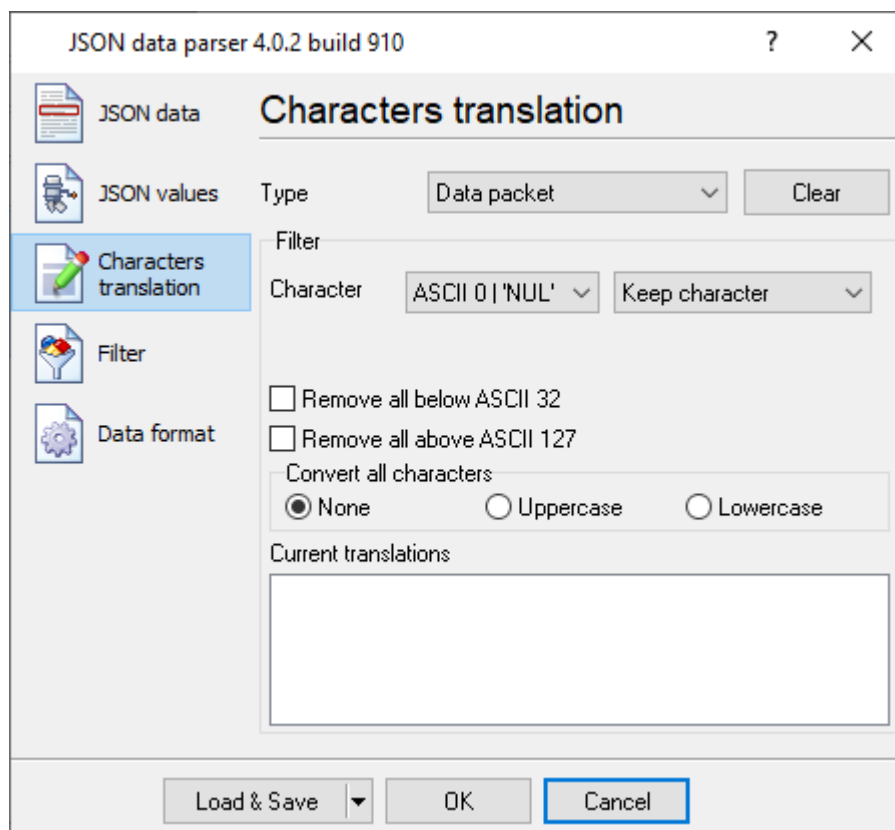 JSON data parser 4.0.2 build 910
?
JSON data
JSON values
Characters
translation
Filter
Data format
Characters translation
Type
Data packet
Clear
Filter
Character
ASCII 0 | 'NUL'
Keep character
Remove all below ASCII 32
Remove all above ASCII 127
Convert all characters
None
Uppercase
Lowercase
Current translations
Load & Save
OK
Cancel